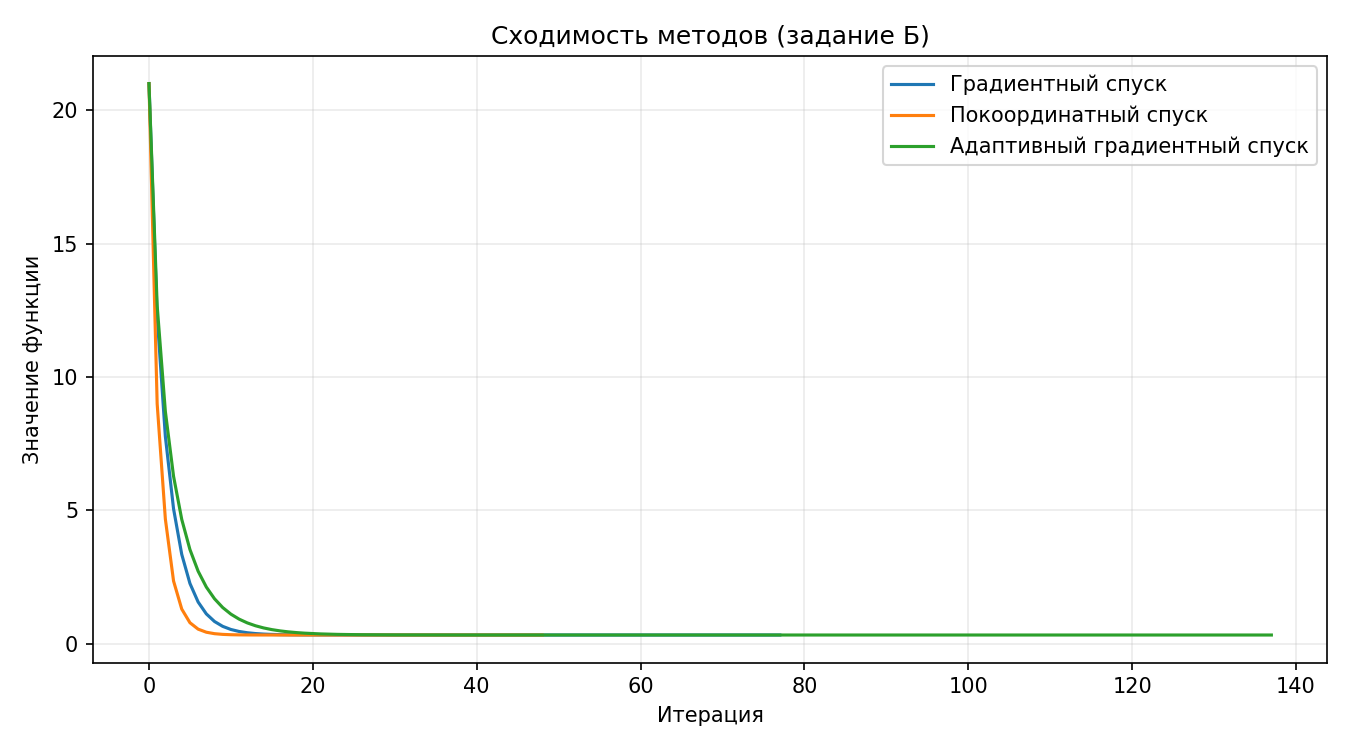 Сходимость методов (задание Б)
Градиентный спуск
Покоординатный спуск
Адаптивный градиентный спуск
Значение функции
20
15
10
5
0
0 20 40 60 80 100 120 140
Итерация